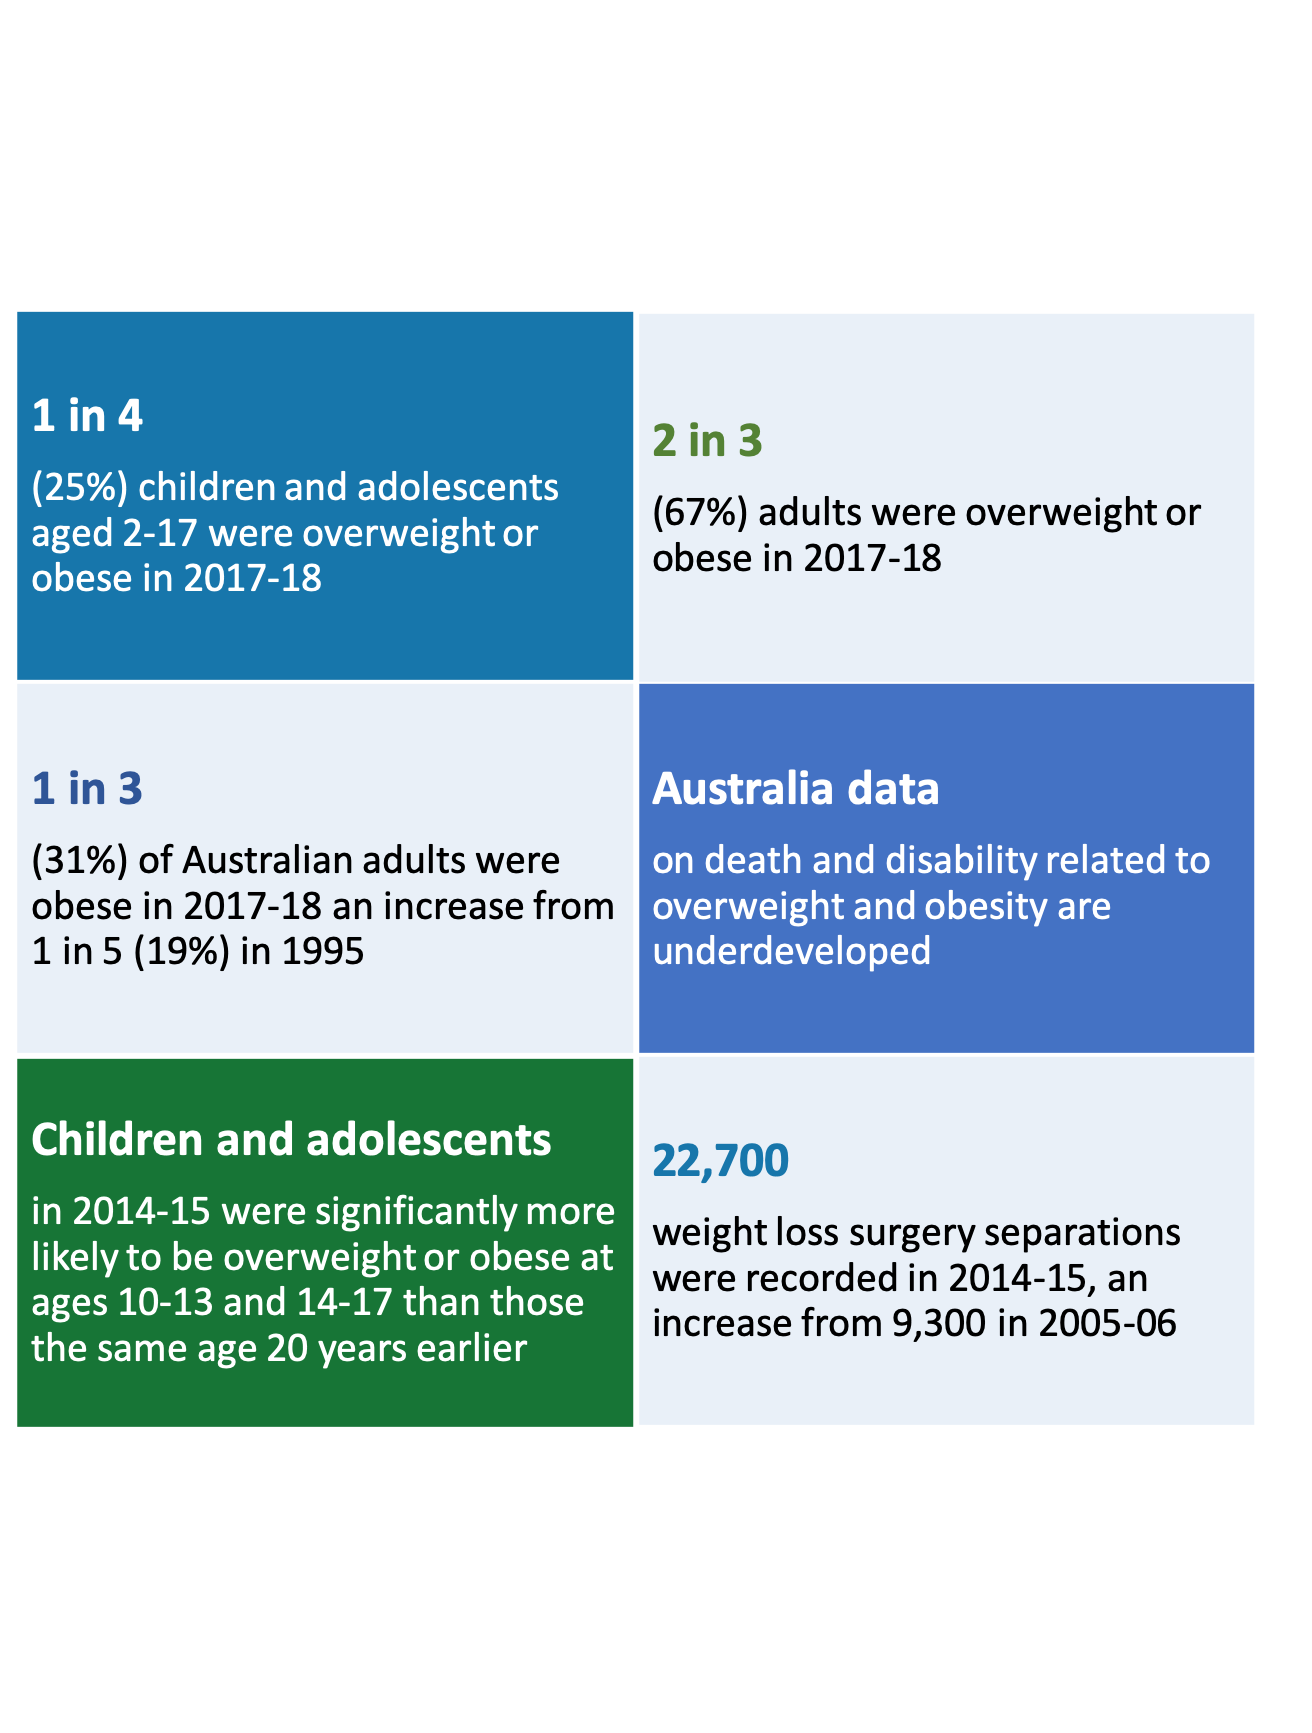 1 in 4
(25%) children and adolescents
aged 2-17 were overweight or
obese in 2017-18
2 in 3
(67%) adults were overweight or
obese in 2017-18
1 in 3
(31%) of Australian adults were
obese in 2017-18 an increase from
1 in 5 (19%) in 1995
Australia data
on death and disability related to
overweight and obesity are
underdeveloped
Children and adolescents
in 2014-15 were significantly more
likely to be overweight or obese at
ages 10-13 and 14-17 than those
the same age 20 years earlier
22,700
weight loss surgery separations
were recorded in 2014-15, an
increase from 9,300 in 2005-06